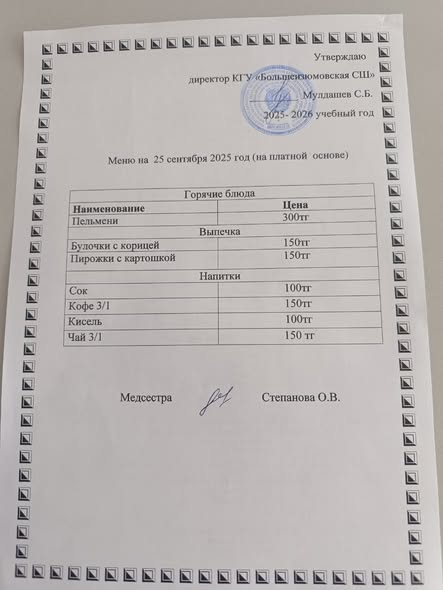 Утверждаю
директор КГУ «Большеизюмовская СШ»
Мулдашев С.Б.
2025- 2026 учебный год
Меню на 25 сентября 2025 год (на платной основе)
Горячие блюда
Наименование Цена
Пельмени 300тг
Выпечка
Булочки с корицей 150тг
Пирожки с картошкой 150тг
Напитки
Сок 100тг
Кофе 3/1 150тг
Кисель 100тг
Чай 3/1 150 тг
Медсестра Степанова О.В.